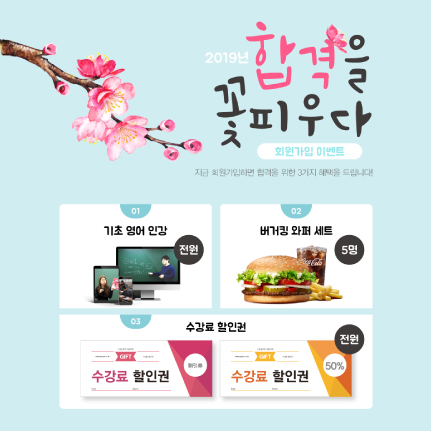 2019년 합격을
꽃피우다
회원가입 이벤트
지금 회원가입하면 합격을 위한 3가지 혜택을 드립니다!
01
기초 영어 인강
전원
02
버거킹 와퍼 세트
5명
03
수강료 할인권
전원
GIFT
수강료 할인권
GIFT
수강료 할인권
50%